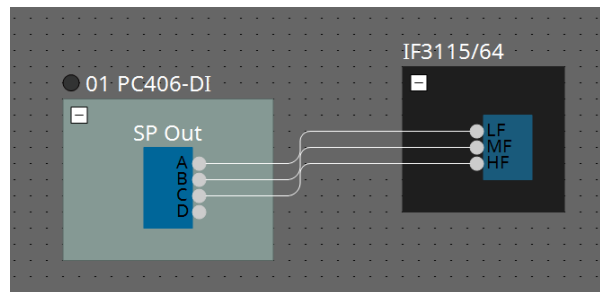 IF3115/64
01 PC406-DI
SP Out
A
B
C
D
LF
MF
HF